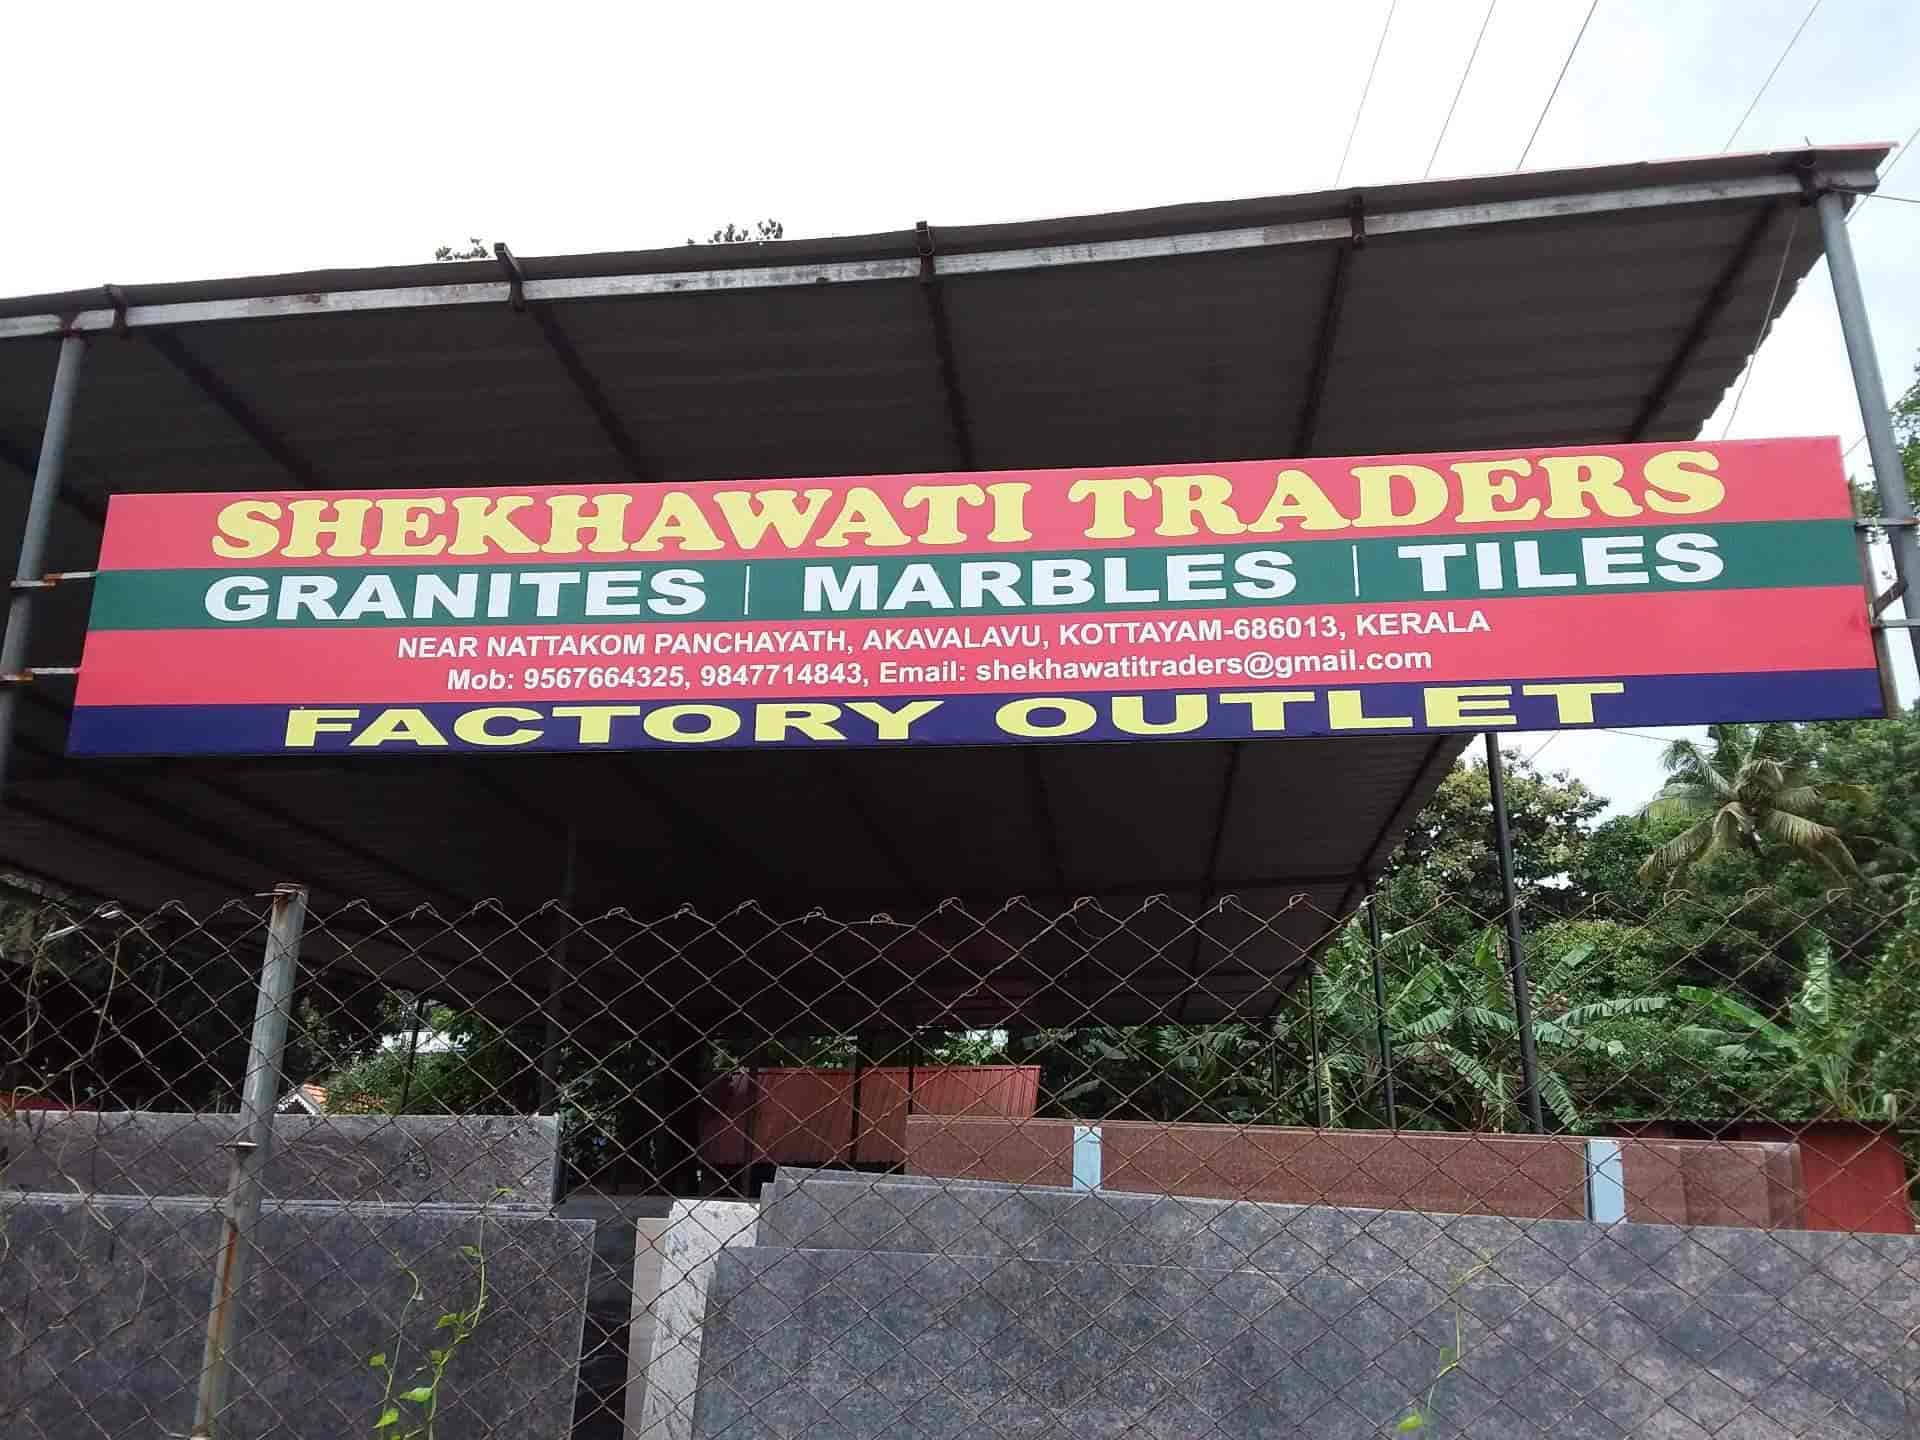 SHEKHAWATI TRADERS
GRANITES | MARBLES | TILES
NEAR NATTAKOM PANCHAYATH, AKAVALAVU, KOTTAYAM-686013, KERALA
Mob: 9567664325, 9847714843, Email: shekhawatitraders@gmail.com
FACTORY OUTLET